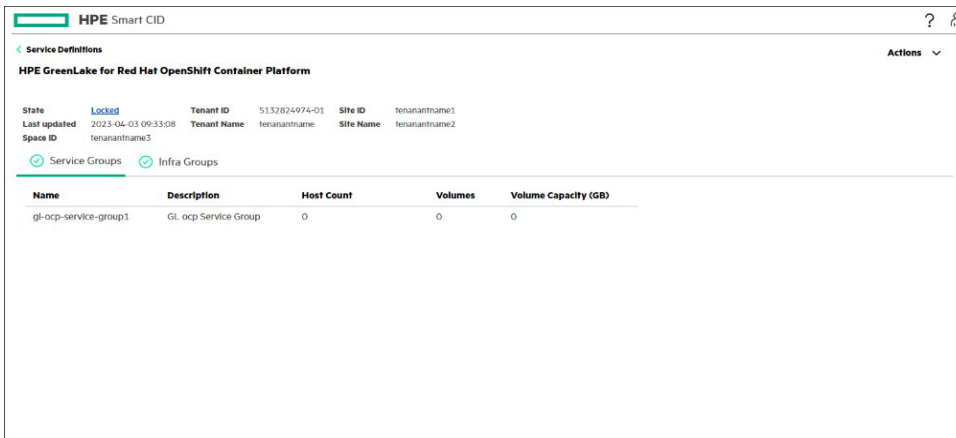 HPE Smart CID ?
Service Definitions
Actions
HPE GreenLake for Red Hat OpenShift Container Platform
State Locked Tenant ID 5132824974-01 Site ID tenanantname1
Last updated 2023-04-03 09:33:08 Tenant Name tenanantname Site Name tenanantname2
Space ID tenanantname3
Service Groups Infra Groups
Name Description Host Count Volumes Volume Capacity (GB)
gl-ocp-service-group1 GL ocp Service Group 0 0 0